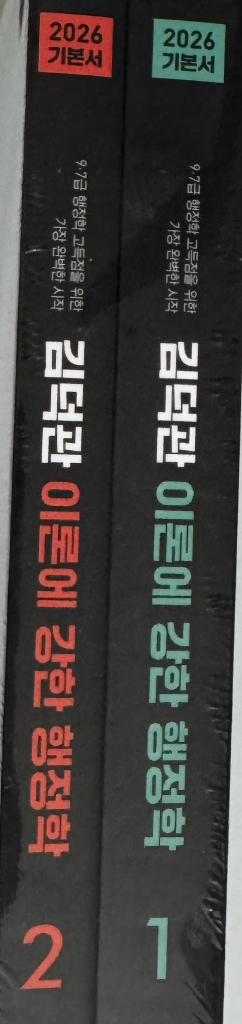 2026
기본서
9·7급 행정학 고득점을 위한
가장 완벽한 시작
김덕관
이론에 강한 행정학
2
2026
기본서
9·7급 행정학 고득점을 위한
가장 완벽한 시작
김덕관
이론에 강한 행정학
1